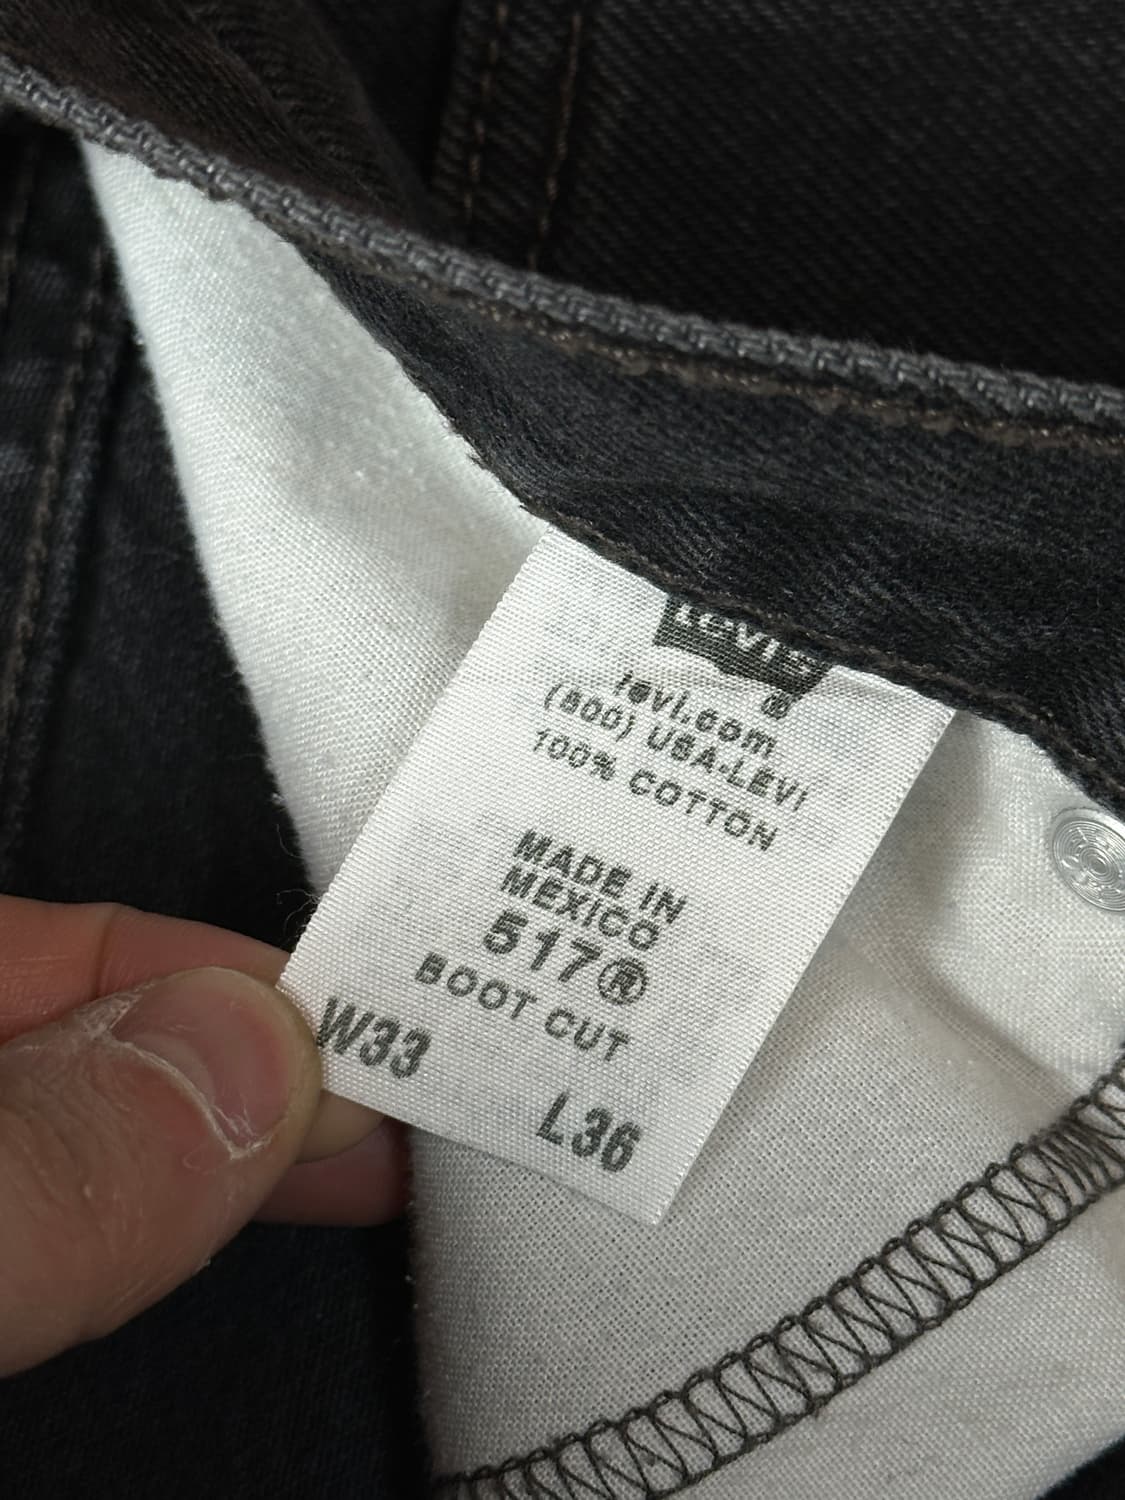 Levi's
®
levi.com
(800) USA-LEVI
100% COTTON
MADE IN
MEXICO
517®
BOOT CUT
W33
L36